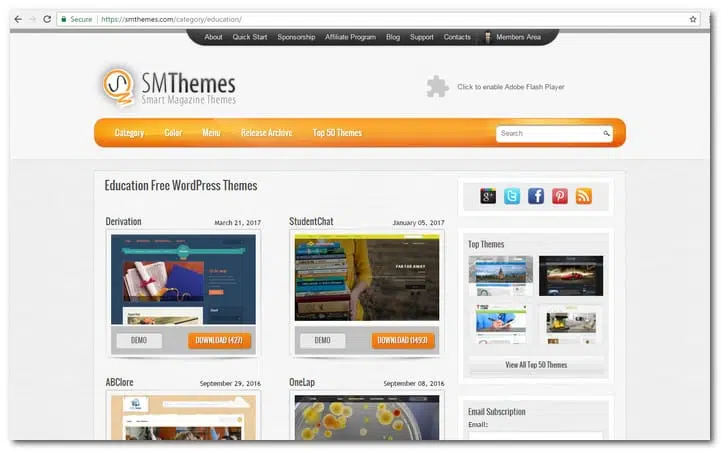 Secure https://smthemes.com/category/education/
About Quick Start Sponsorship Affiliate Program Blog Support Contacts Members Area
SMThemes
Smart Magazine Themes
Click to enable Adobe Flash Player
Category Color Menu Release Archive Top 50 Themes Search
Education Free WordPress Themes
Derivation March 21, 2017
StudentChat January 05, 2017
FAR FAR AWAY
DEMO DOWNLOAD (427)
DEMO DOWNLOAD (1493)
ABClore September 29, 2016
OneLap September 08, 2016
Top Themes
View All Top 50 Themes
Email Subscription
Email: